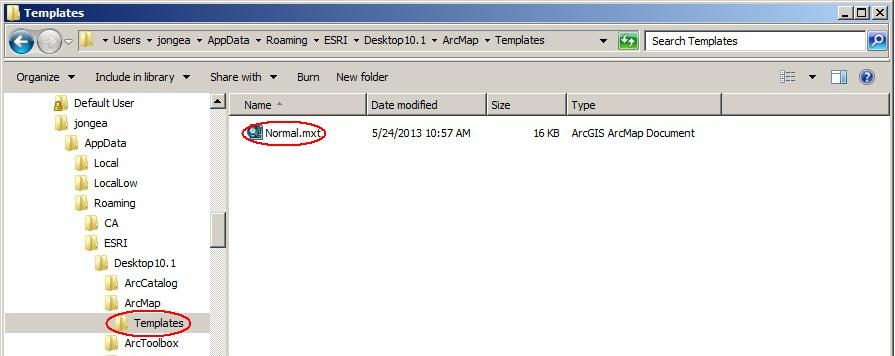 Templates
Users ▸ jongea ▸ AppData ▸ Roaming ▸ ESRI ▸ Desktop10.1 ▸ ArcMap ▸ Templates
Search Templates
Organize Include in library Share with Burn New folder
Name Date modified Size Type
Default User
jongea
AppData
Local
LocalLow
Roaming
CA
ESRI
Desktop10.1
ArcCatalog
ArcMap
Templates
ArcToolbox
Normal.mxt 5/24/2013 10:57 AM 16 KB ArcGIS ArcMap Document